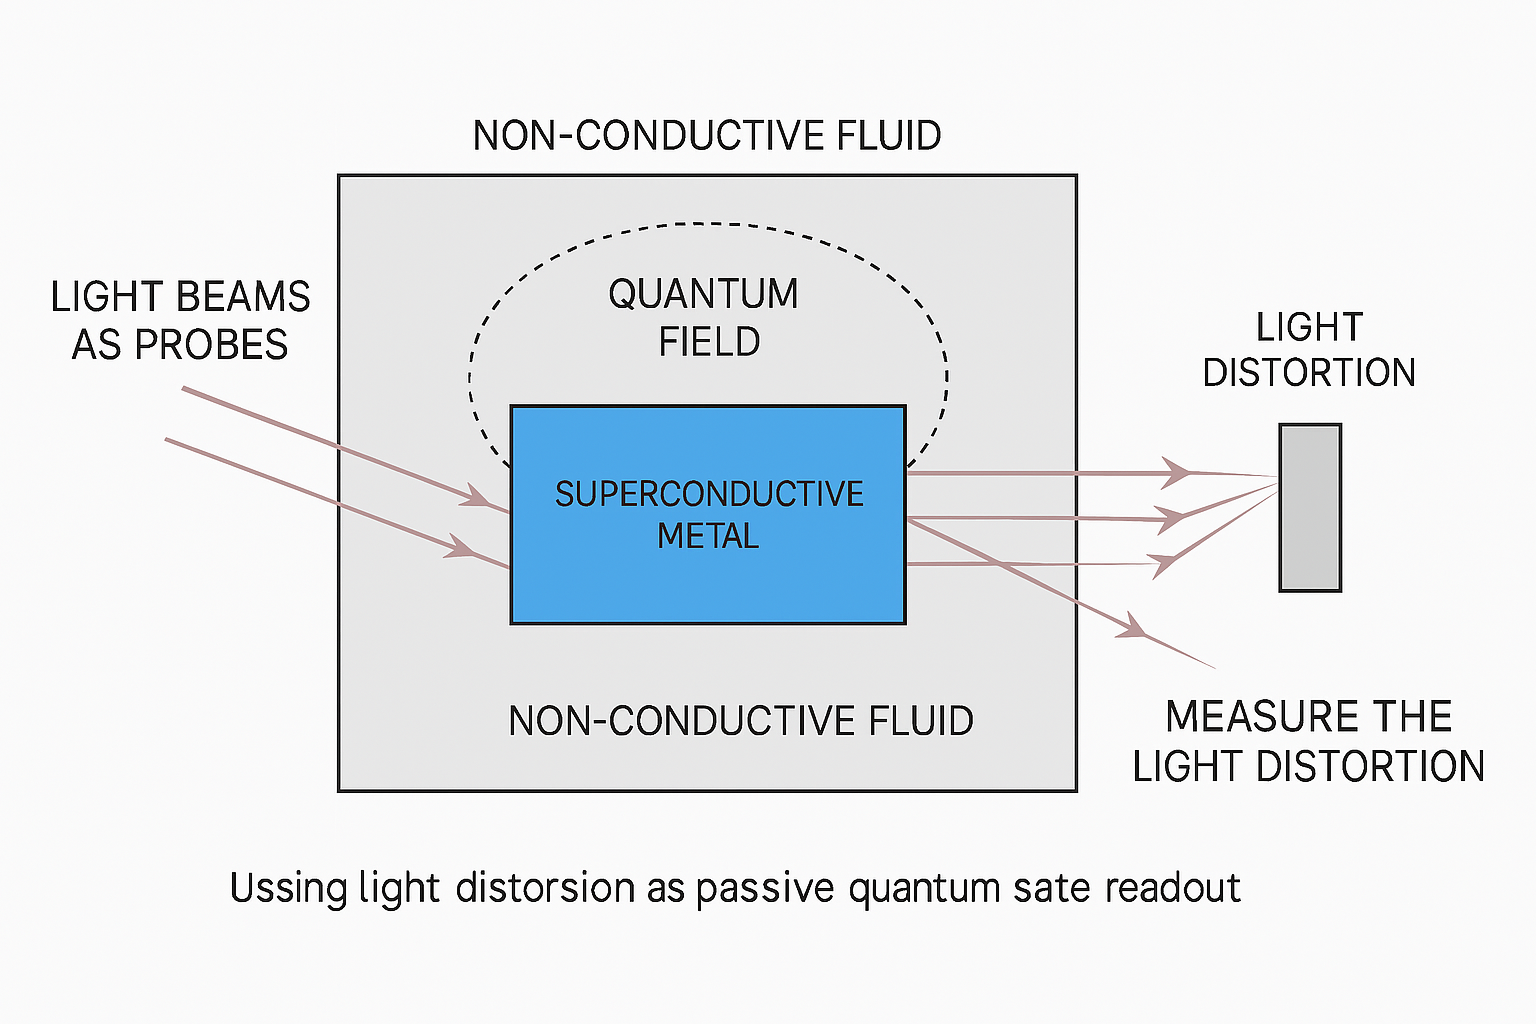 NON-CONDUCTIVE FLUID
LIGHT BEAMS
AS PROBES
QUANTUM
FIELD
LIGHT
DISTORTION
SUPERCONDUCTIVE
METAL
NON-CONDUCTIVE FLUID
MEASURE THE
LIGHT DISTORTION
Ussing light distorsion as passive quantum sate readout